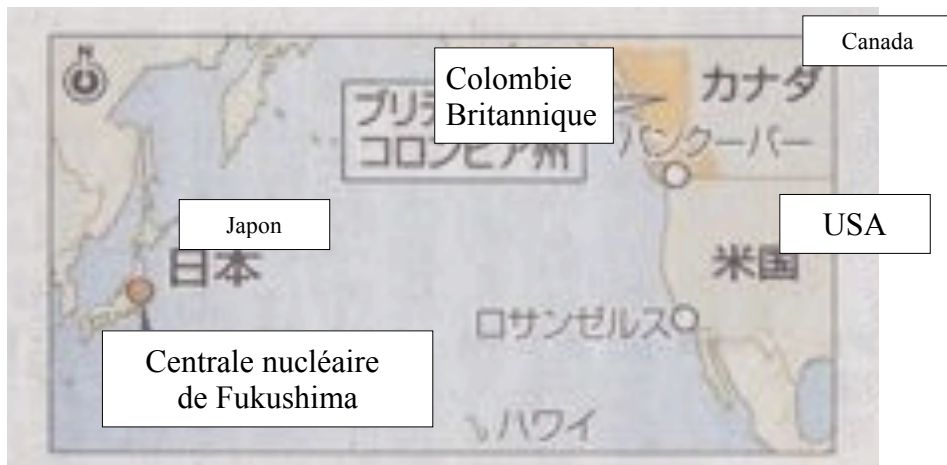 Canada
N
Colombie
Britannique
カナダ
ブリテ
コロンビア州
バンクーバー
Japon
USA
日本
米国
ロサンゼルス
Centrale nucléaire
de Fukushima
ハワイ